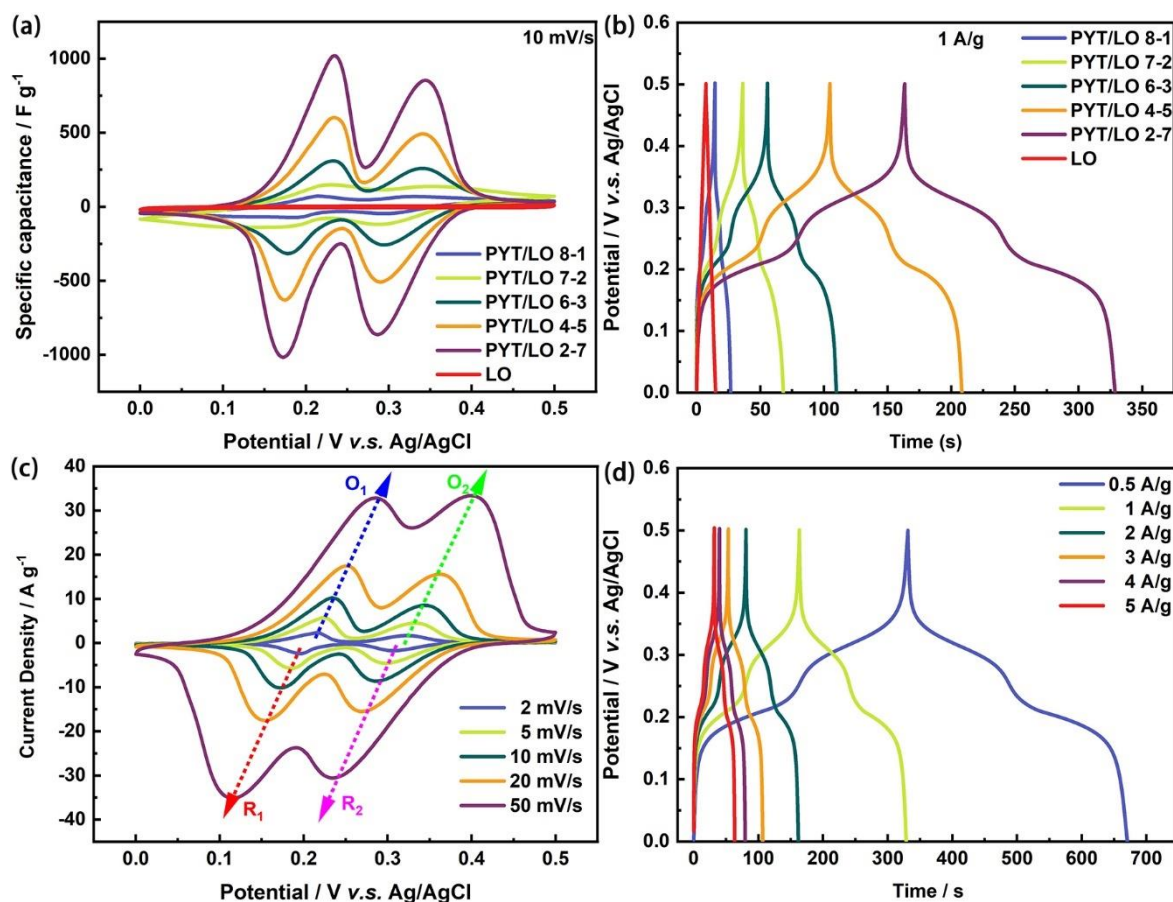 (a)
10 mV/s
Specific capacitance / F g⁻¹
1000
500
0
-500
-1000
PYT/LO 8-1
PYT/LO 7-2
PYT/LO 6-3
PYT/LO 4-5
PYT/LO 2-7
LO
0.0 0.1 0.2 0.3 0.4 0.5
Potential / V v.s. Ag/AgCl
(b)
1 A/g
PYT/LO 8-1
PYT/LO 7-2
PYT/LO 6-3
PYT/LO 4-5
PYT/LO 2-7
LO
Potential / V v.s. Ag/AgCl
0.6
0.5
0.4
0.3
0.2
0.1
0.0
0 50 100 150 200 250 300 350
Time (s)
(c)
Current Density / A g⁻¹
40
30
20
10
0
-10
-20
-30
-40
O₁
O₂
R₁
R₂
2 mV/s
5 mV/s
10 mV/s
20 mV/s
50 mV/s
0.0 0.1 0.2 0.3 0.4 0.5
Potential / V v.s. Ag/AgCl
(d)
0.5 A/g
1 A/g
2 A/g
3 A/g
4 A/g
5 A/g
Potential / V v.s. Ag/AgCl
0.6
0.5
0.4
0.3
0.2
0.1
0.0
0 100 200 300 400 500 600 700
Time / s